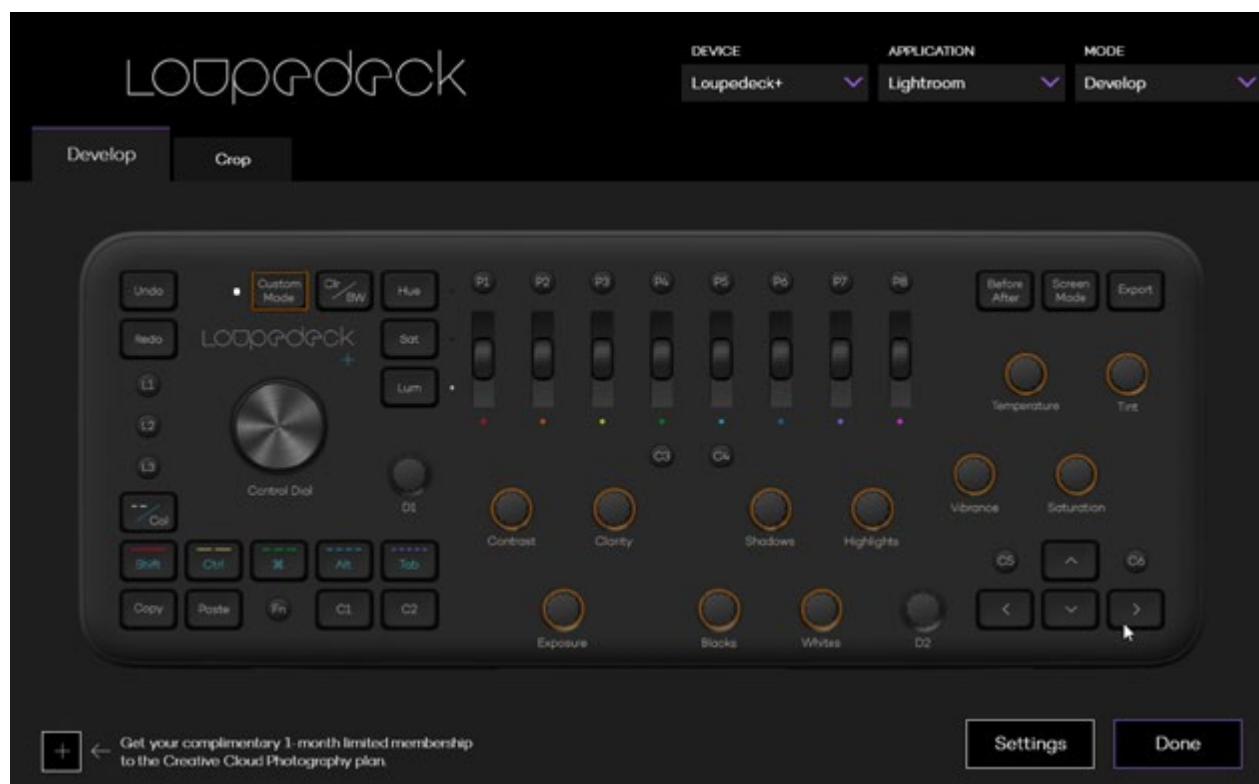 Loupedeck
DEVICE
APPLICATION
MODE
Loupedeck+
Lightroom
Develop
Develop
Crop
Undo
Custom
Mode
Clr/BW
Hue
P1
P2
P3
P4
P5
P6
P7
P8
Before
After
Screen
Mode
Export
Redo
Loupedeck
+
Sat
Lum
L1
L2
L3
Temperature
Tint
C3
C4
Control Dial
D1
--/Col
Contrast
Clarity
Shadows
Highlights
Vibrance
Saturation
Shift
Ctrl
⌘
Alt
Tab
C5
C6
Copy
Paste
Fn
C1
C2
Exposure
Blacks
Whites
D2
Get your complimentary 1-month limited membership
to the Creative Cloud Photography plan.
Settings
Done